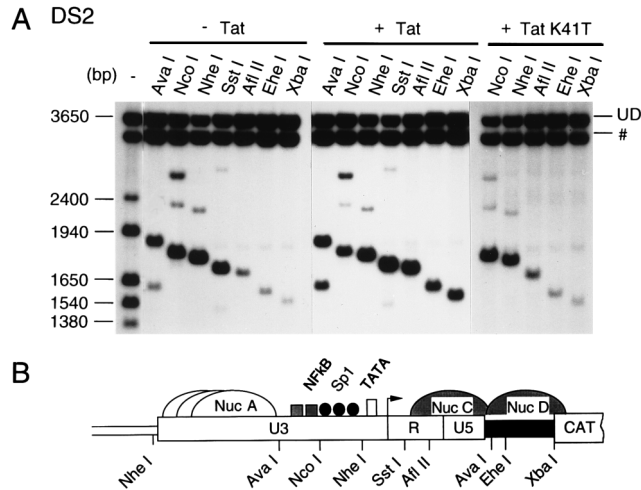 A DS2
- Tat + Tat + Tat K41T
(bp) - Ava I Nco I Nhe I Sst I Afl II Ehe I Xba I Ava I Nco I Nhe I Sst I Afl II Ehe I Xba I Nco I Nhe I Afl II Ehe I Xba I
3650 UD
#
2400
1940
1650
1540
1380
B
NFkB Sp1 TATA
Nuc A Nuc C Nuc D
U3 R U5 CAT
Nhe I Ava I Nco I Nhe I Sst I Afl II Ava I Ehe I Xba I